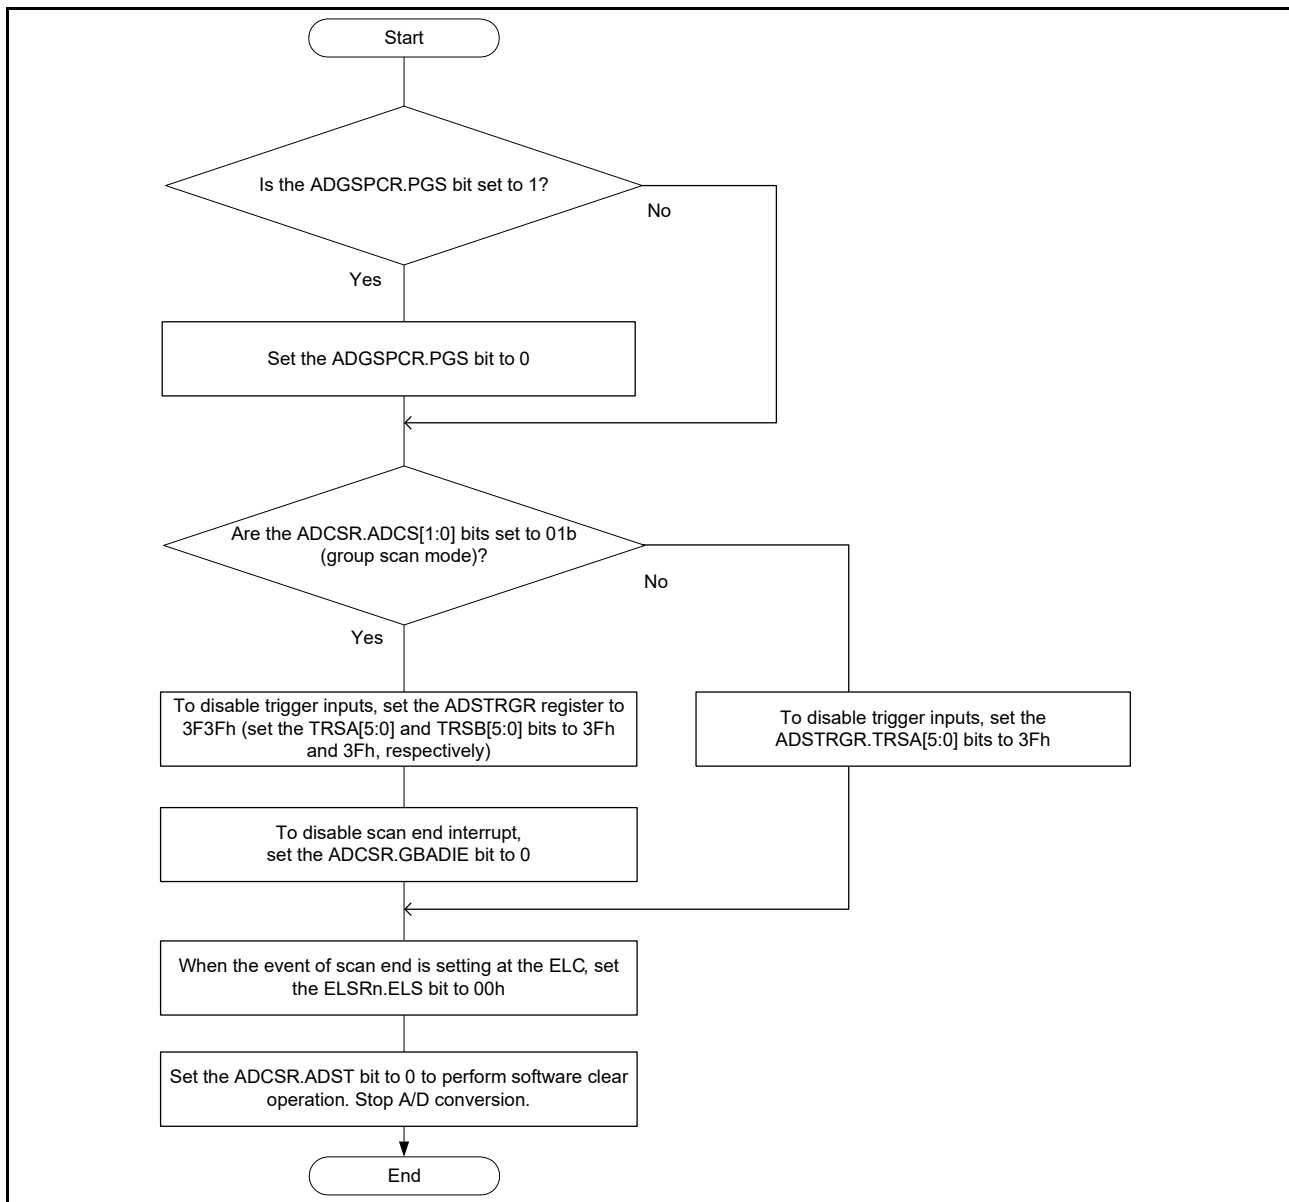 Start
Is the ADGSPCR.PGS bit set to 1?
No
Yes
Set the ADGSPCR.PGS bit to 0
Are the ADCSR.ADCS[1:0] bits set to 01b
(group scan mode)?
No
Yes
To disable trigger inputs, set the ADSTRGR register to
3F3Fh (set the TRSA[5:0] and TRSB[5:0] bits to 3Fh
and 3Fh, respectively)
To disable trigger inputs, set the
ADSTRGR.TRSA[5:0] bits to 3Fh
To disable scan end interrupt,
set the ADCSR.GBADIE bit to 0
When the event of scan end is setting at the ELC, set
the ELSRn.ELS bit to 00h
Set the ADCSR.ADST bit to 0 to perform software clear
operation. Stop A/D conversion.
End